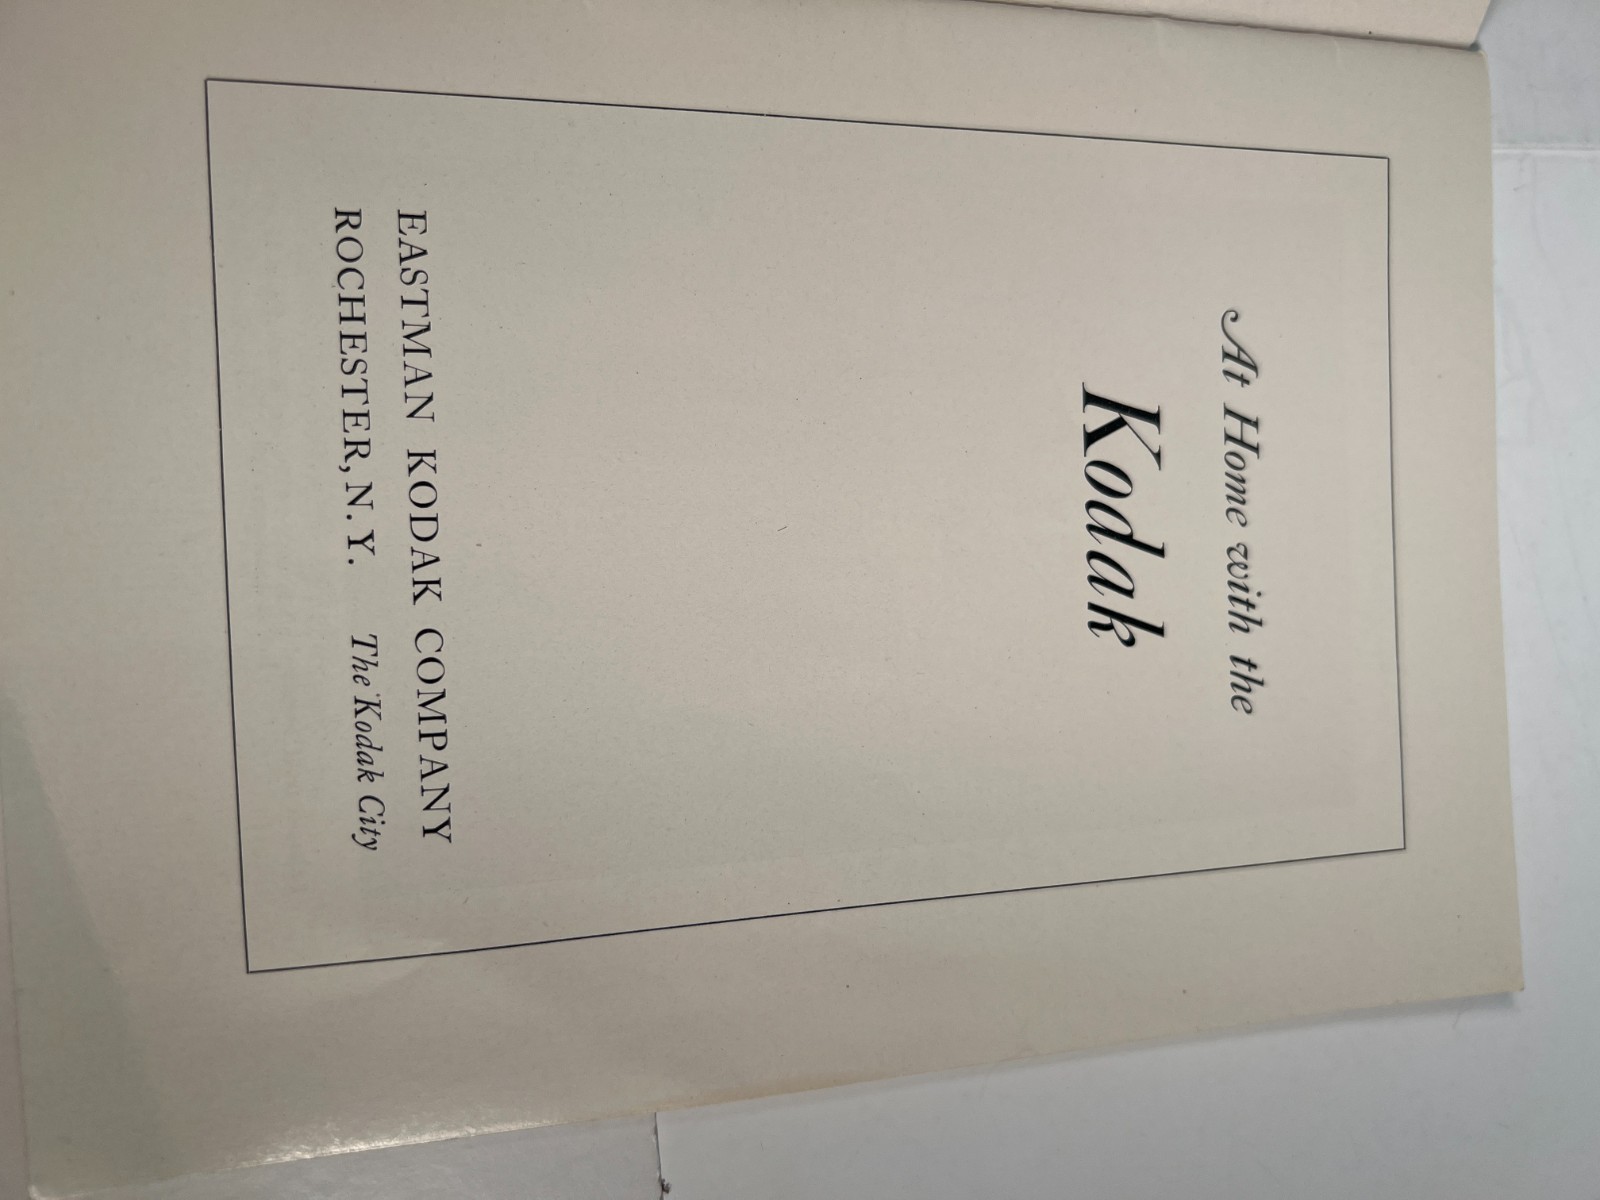 At Home with the
Kodak
EASTMAN KODAK COMPANY
ROCHESTER, N. Y. The Kodak City